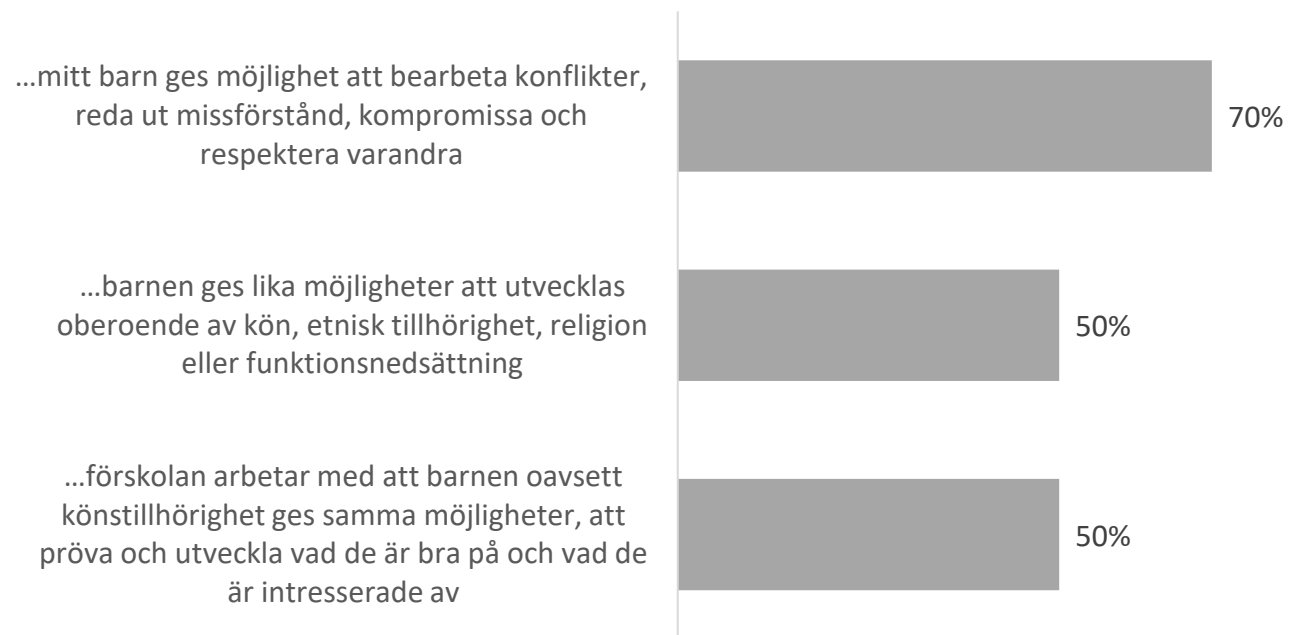 ...mitt barn ges möjlighet att bearbeta konflikter,
reda ut missförstånd, kompromissa och
respektera varandra
70%
...barnen ges lika möjligheter att utvecklas
oberoende av kön, etnisk tillhörighet, religion
eller funktionsnedsättning
50%
...förskolan arbetar med att barnen oavsett
könstillhörighet ges samma möjligheter, att
pröva och utveckla vad de är bra på och vad de
är intresserade av
50%